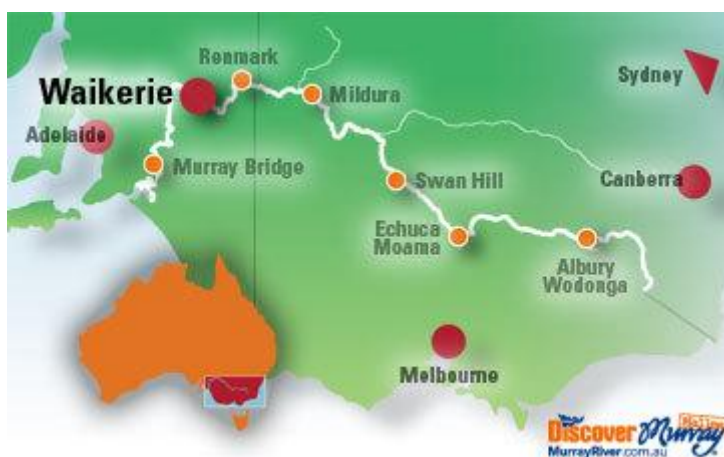 Renmark
Sydney
Waikerie
Mildura
Adelaide
Murray Bridge
Swan Hill
Canberra
Echuca
Moama
Albury
Wodonga
Melbourne
Discover Murray
MurrayRiver.com.au